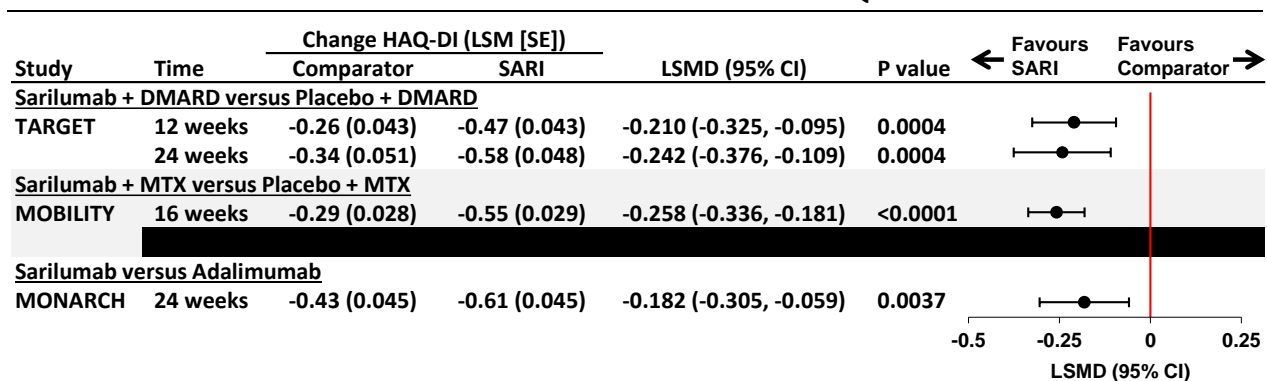 Change HAQ-DI (LSM [SE])
Study Time Comparator SARI LSMD (95% CI) P value Favours SARI Favours Comparator
Sarilumab + DMARD versus Placebo + DMARD
TARGET 12 weeks -0.26 (0.043) -0.47 (0.043) -0.210 (-0.325, -0.095) 0.0004
24 weeks -0.34 (0.051) -0.58 (0.048) -0.242 (-0.376, -0.109) 0.0004
Sarilumab + MTX versus Placebo + MTX
MOBILITY 16 weeks -0.29 (0.028) -0.55 (0.029) -0.258 (-0.336, -0.181) <0.0001
Sarilumab versus Adalimumab
MONARCH 24 weeks -0.43 (0.045) -0.61 (0.045) -0.182 (-0.305, -0.059) 0.0037
-0.5 -0.25 0 0.25
LSMD (95% CI)